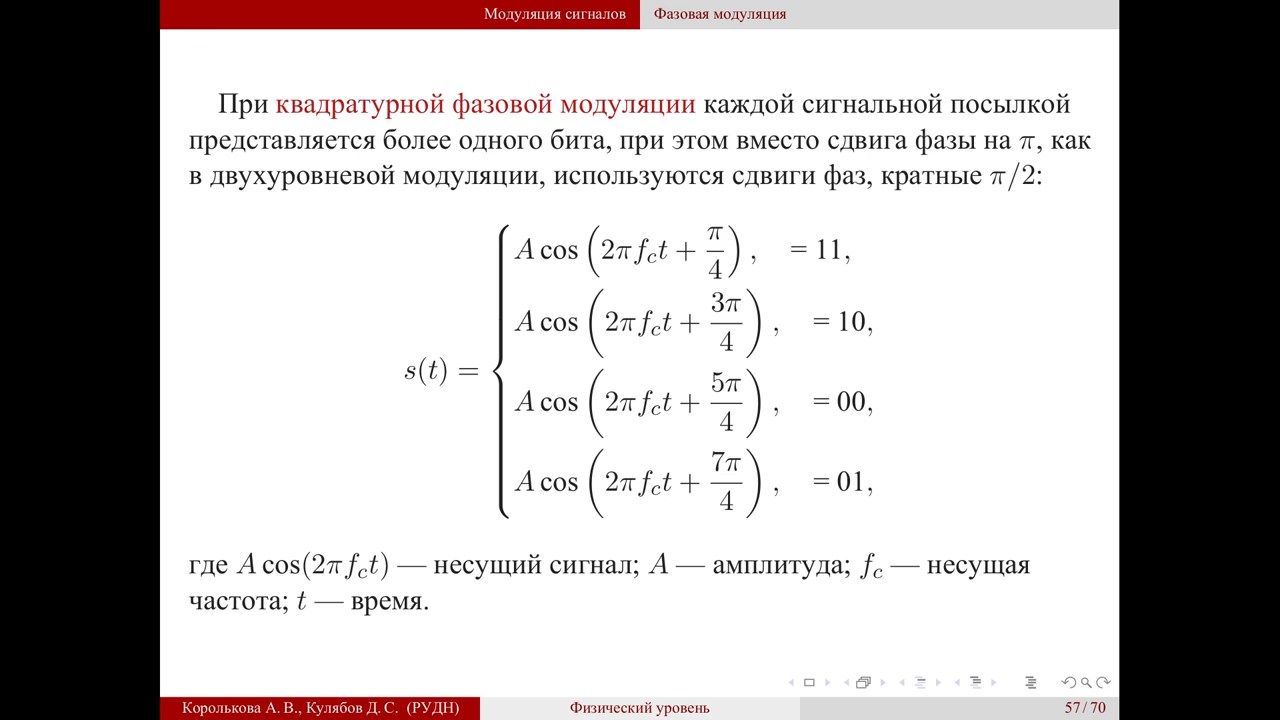 Модуляция сигналов Фазовая модуляция
При квадратурной фазовой модуляции каждой сигнальной посылкой
представляется более одного бита, при этом вместо сдвига фазы на π, как
в двухуровневой модуляции, используются сдвиги фаз, кратные π/2:
s(t) = {
A cos (2πf_c t + π/4), = 11,
A cos (2πf_c t + 3π/4), = 10,
A cos (2πf_c t + 5π/4), = 00,
A cos (2πf_c t + 7π/4), = 01,
где A cos(2πf_c t) — несущий сигнал; A — амплитуда; f_c — несущая
частота; t — время.
Королькова А. В., Кулябов Д. С. (РУДН) Физический уровень 57 / 70